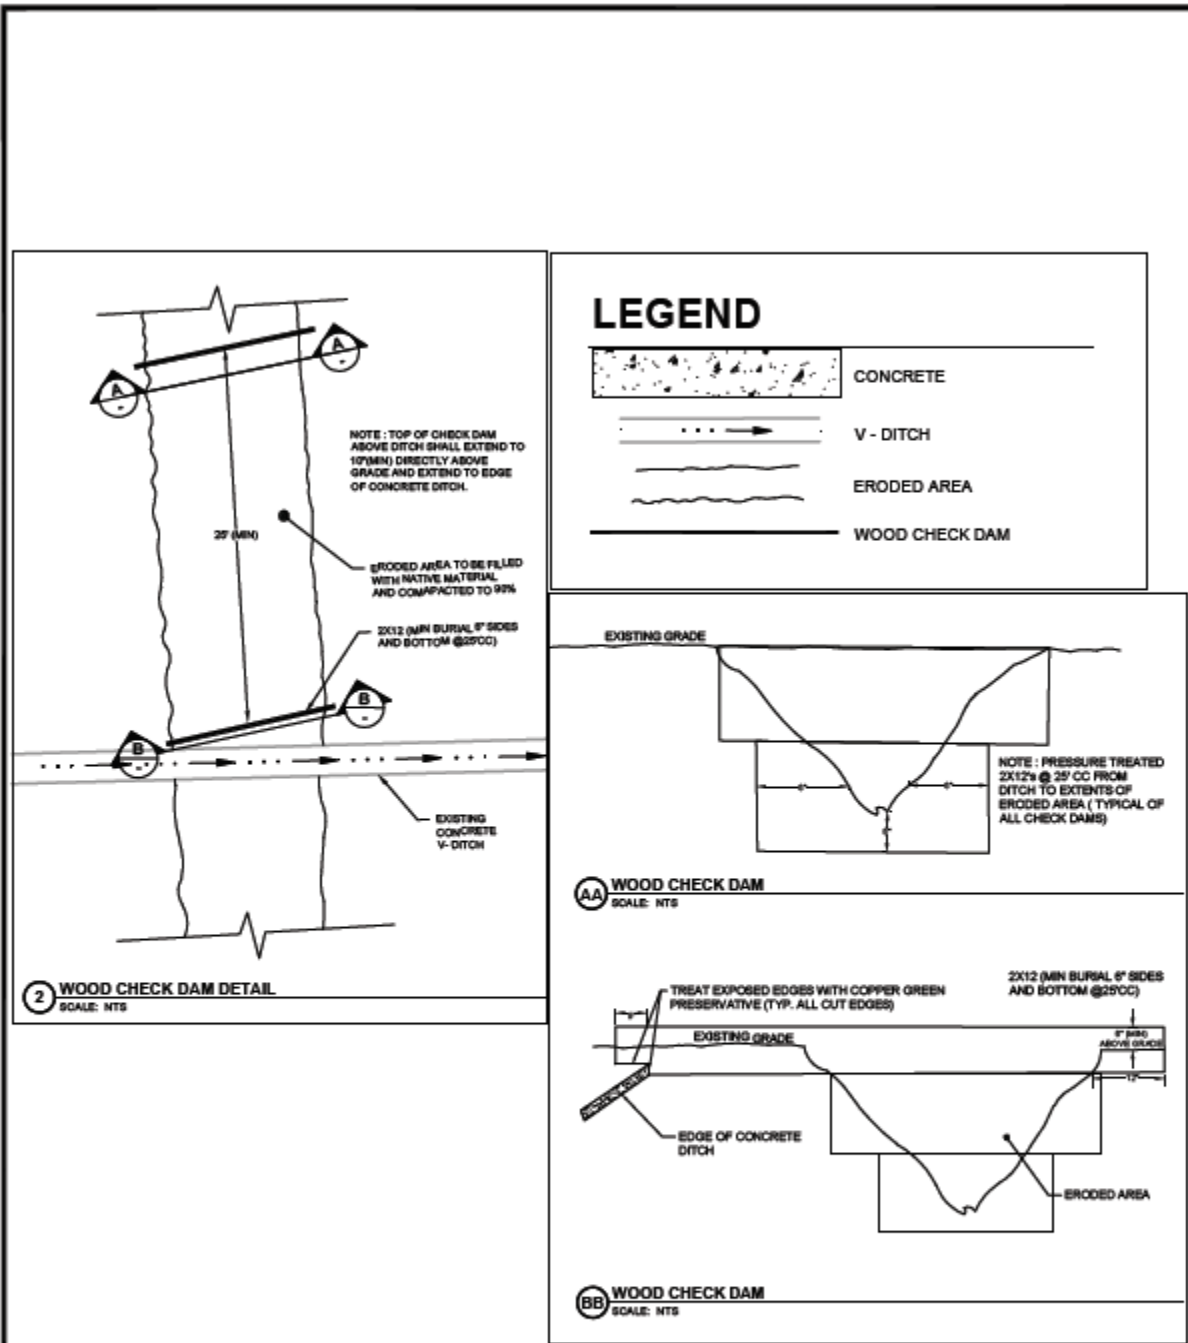 A
-
A
-
NOTE : TOP OF CHECK DAM
ABOVE DITCH SHALL EXTEND TO
10"(MIN) DIRECTLY ABOVE
GRADE AND EXTEND TO EDGE
OF CONCRETE DITCH.
25' (MIN)
ERODED AREA TO BE FILLED
WITH NATIVE MATERIAL
AND COMAPACTED TO 90%
2X12 (MIN BURIAL 6" SIDES
AND BOTTOM @25'CC)
B
-
B
-
EXISTING
CONCRETE
V- DITCH
2
WOOD CHECK DAM DETAIL
SCALE: NTS
LEGEND
CONCRETE
V - DITCH
ERODED AREA
WOOD CHECK DAM
EXISTING GRADE
NOTE : PRESSURE TREATED
2X12's @ 25' CC FROM
DITCH TO EXTENTS OF
ERODED AREA ( TYPICAL OF
ALL CHECK DAMS)
6"
6"
AA
WOOD CHECK DAM
SCALE: NTS
TREAT EXPOSED EDGES WITH COPPER GREEN
PRESERVATIVE (TYP. ALL CUT EDGES)
2X12 (MIN BURIAL 6" SIDES
AND BOTTOM @25'CC)
EXISTING GRADE
6" (MIN)
ABOVE GRADE
12"
EDGE OF CONCRETE
DITCH
ERODED AREA
BB
WOOD CHECK DAM
SCALE: NTS